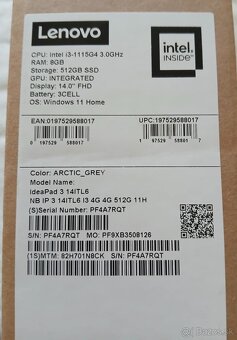 Lenovo
CPU: Intel i3-1115G4 3.0GHz
RAM: 8GB
Storage: 512GB SSD
GPU: INTEGRATED
Display: 14.0" FHD
Battery: 3CELL
OS: Windows 11 Home
intel
INSIDE
EAN:0197529588017
UPC:197529588017
0 197529 588017
1 97529 58801 7
Color: ARCTIC_GREY
Model Name:
IdeaPad 3 14ITL6
NB IP 3 14ITL6 I3 4G 4G 512G 11H
(S)Serial Number: PF4A7RQT
S/N: PF4A7RQT MO: PF9XB3508126
(1S)MTM: 82H701N8CK S/N: PF4A7RQT
bazos.sk